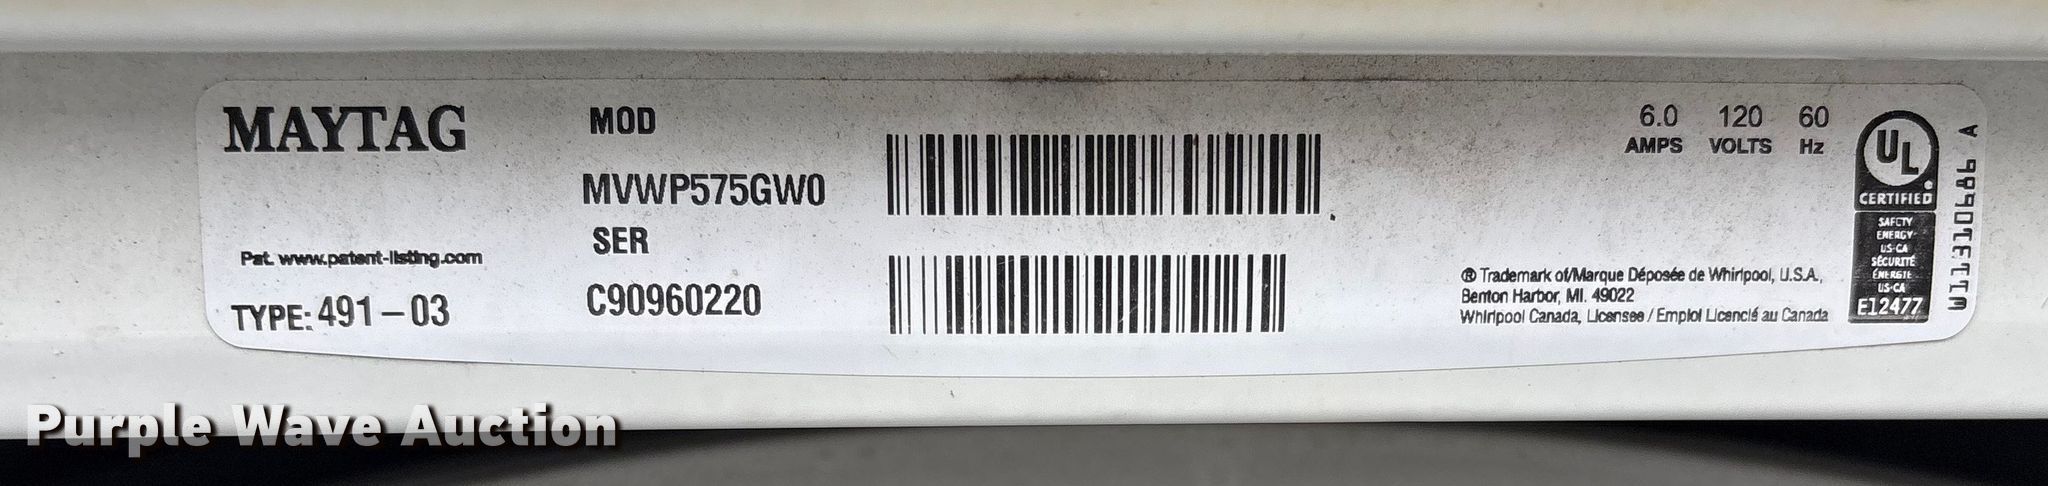 MAYTAG
Pat. www.patent-listing.com
TYPE: 491-03
MOD
MVWP575GW0
SER
C90960220
6.0 120 60
AMPS VOLTS Hz
® Trademark of/Marque Déposée de Whirlpool, U.S.A.,
Benton Harbor, MI. 49022
Whirlpool Canada, Licensee / Emploi Licencié au Canada
UL
®
CERTIFIED
SAFETY
ENERGY
US-CA
SÉCURITÉ
ÉNERGIE
US-CA
E12477
W11310686 A
Purple Wave Auction